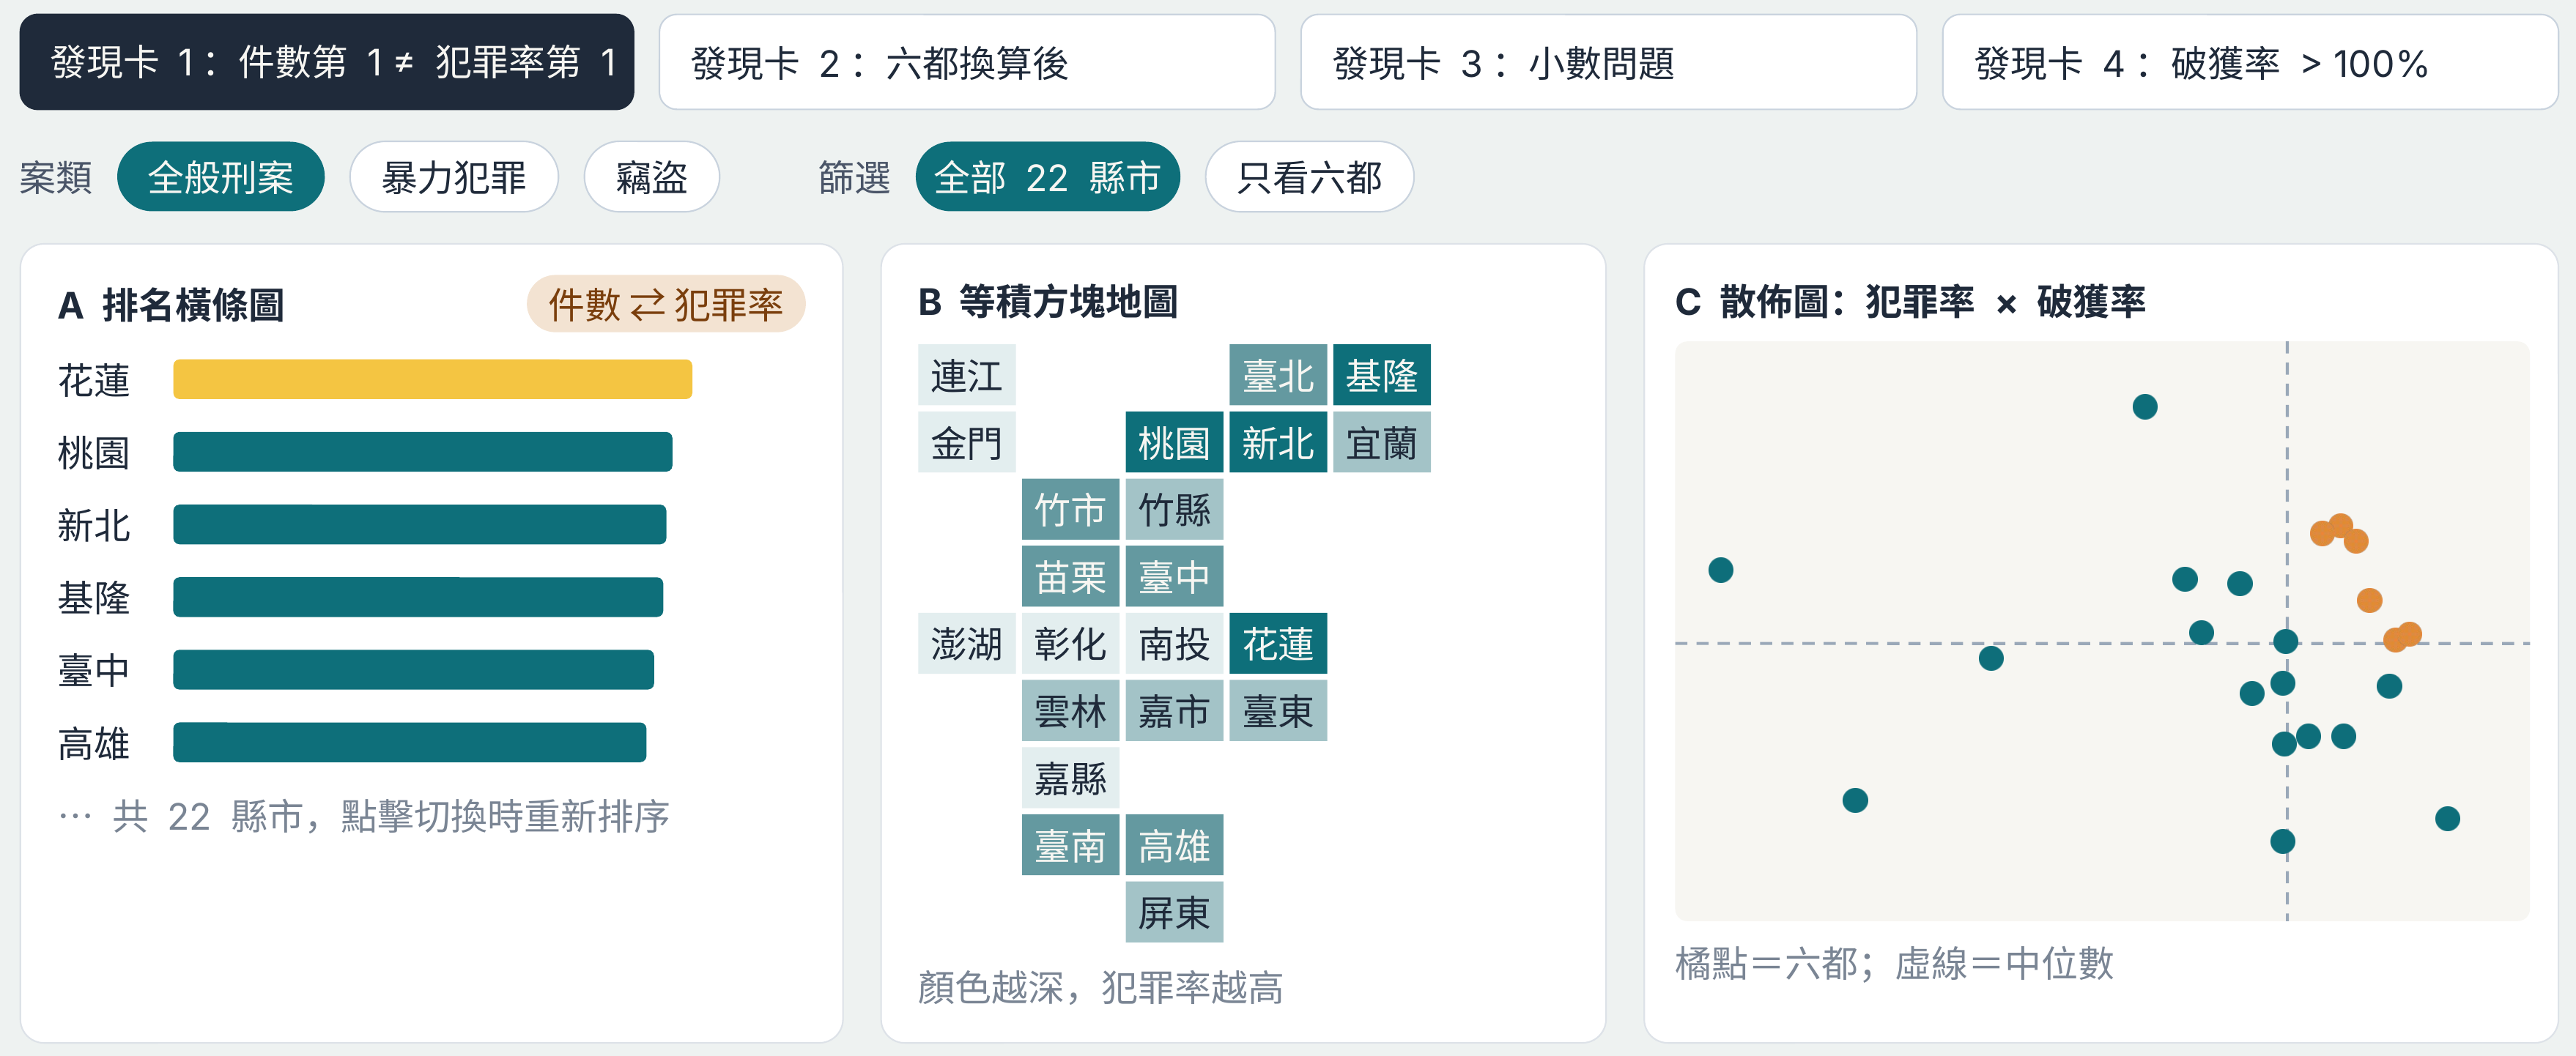 發現卡 1：件數第 1 ≠ 犯罪率第 1
發現卡 2：六都換算後
發現卡 3：小數問題
發現卡 4：破獲率 > 100%
案類 全般刑案 暴力犯罪 竊盜 篩選 全部 22 縣市 只看六都
A 排名橫條圖 件數 ⇄ 犯罪率
花蓮
桃園
新北
基隆
臺中
高雄
… 共 22 縣市，點擊切換時重新排序
B 等積方塊地圖
連江 臺北 基隆
金門 桃園 新北 宜蘭
竹市 竹縣
苗栗 臺中
澎湖 彰化 南投 花蓮
雲林 嘉市 臺東
嘉縣
臺南 高雄
屏東
顏色越深，犯罪率越高
C 散佈圖：犯罪率 × 破獲率
橘點＝六都；虛線＝中位數